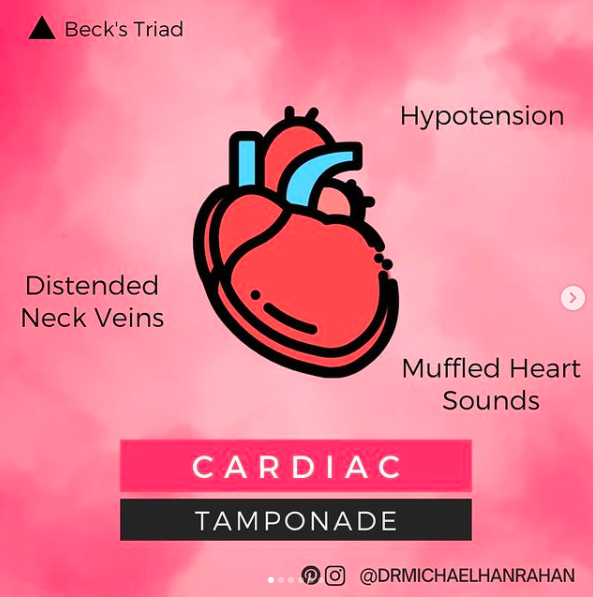 Beck's Triad
Hypotension
Distended
Neck Veins
Muffled Heart
Sounds
CARDIAC
TAMPONADE
@DRMICHAELHANRAHAN